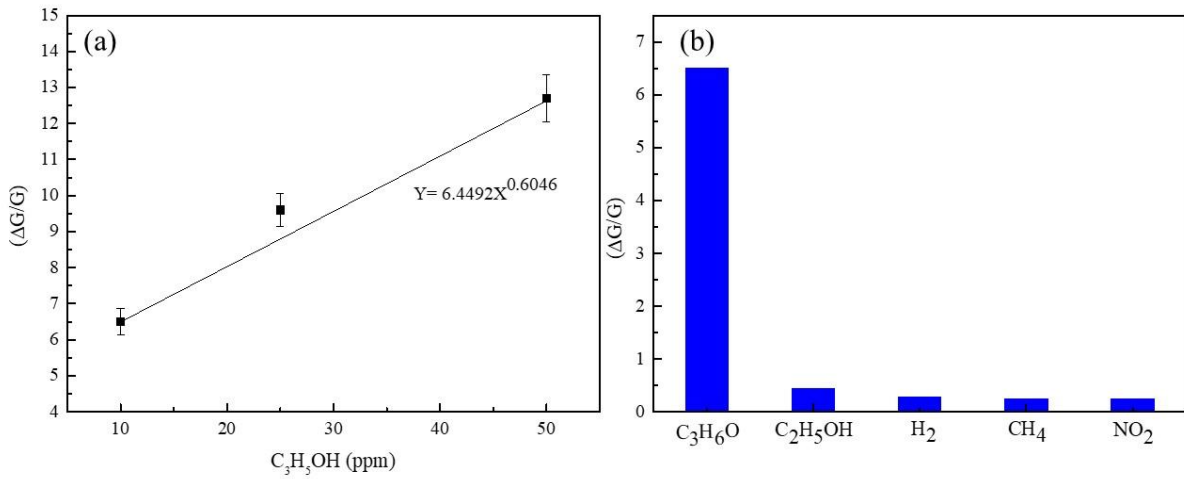 (a)
15
14
13
12
11
10
9
8
7
6
5
4
(ΔG/G)
Y= 6.4492X^0.6046
10
20
30
40
50
C₃H₅OH (ppm)
(b)
7
6
5
4
3
2
1
0
(ΔG/G)
C₃H₆O
C₂H₅OH
H₂
CH₄
NO₂